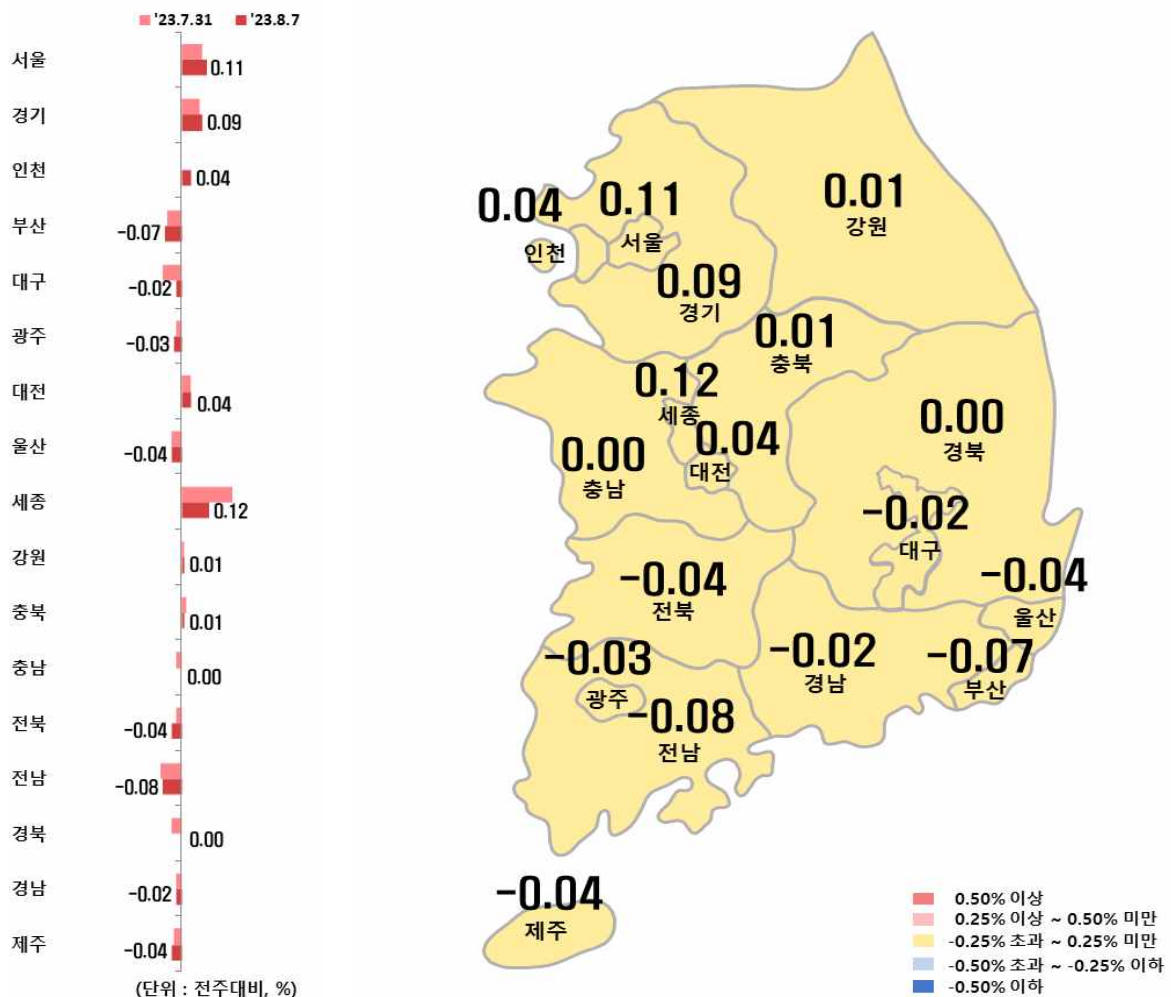 '23.7.31 '23.8.7
서울 0.11
경기 0.09
인천 0.04
부산 -0.07
대구 -0.02
광주 -0.03
대전 0.04
울산 -0.04
세종 0.12
강원 0.01
충북 0.01
충남 0.00
전북 -0.04
전남 -0.08
경북 0.00
경남 -0.02
제주 -0.04
(단위 : 전주대비, %)
0.01
강원
0.04
인천
0.11
서울
0.09
경기
0.01
충북
0.12
세종
0.04
대전
0.00
충남
0.00
경북
-0.02
대구
-0.04
울산
-0.04
전북
-0.02
경남
-0.07
부산
-0.03
광주
-0.08
전남
-0.04
제주
0.50% 이상
0.25% 이상 ~ 0.50% 미만
-0.25% 초과 ~ 0.25% 미만
-0.50% 초과 ~ -0.25% 이하
-0.50% 이하